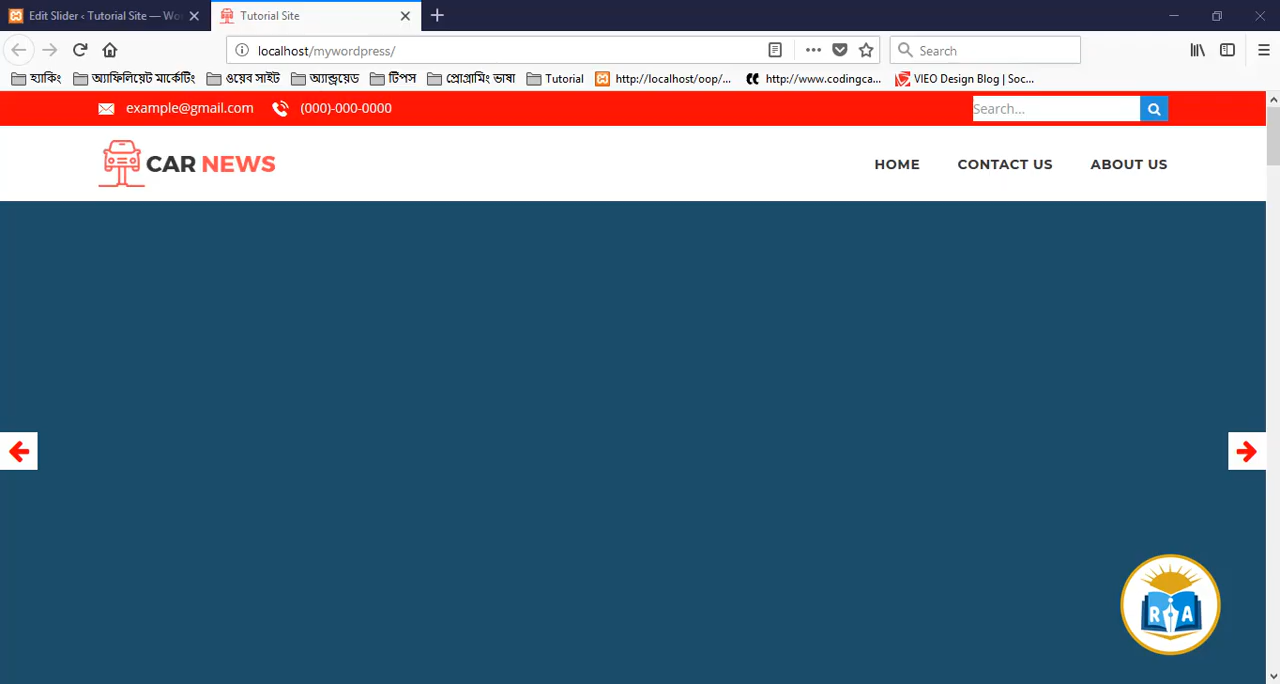 Edit Slider ‹ Tutorial Site — Wo
Tutorial Site
localhost/mywordpress/
Search
হ্যাকিং
অ্যাফিলিয়েট মার্কেটিং
ওয়েব সাইট
অ্যান্ড্রয়েড
টিপস
প্রোগ্রামিং ভাষা
Tutorial
http://localhost/oop/...
http://www.codingca...
VIEO Design Blog | Soc...
example@gmail.com
(000)-000-0000
Search...
CAR NEWS
HOME
CONTACT US
ABOUT US
R A